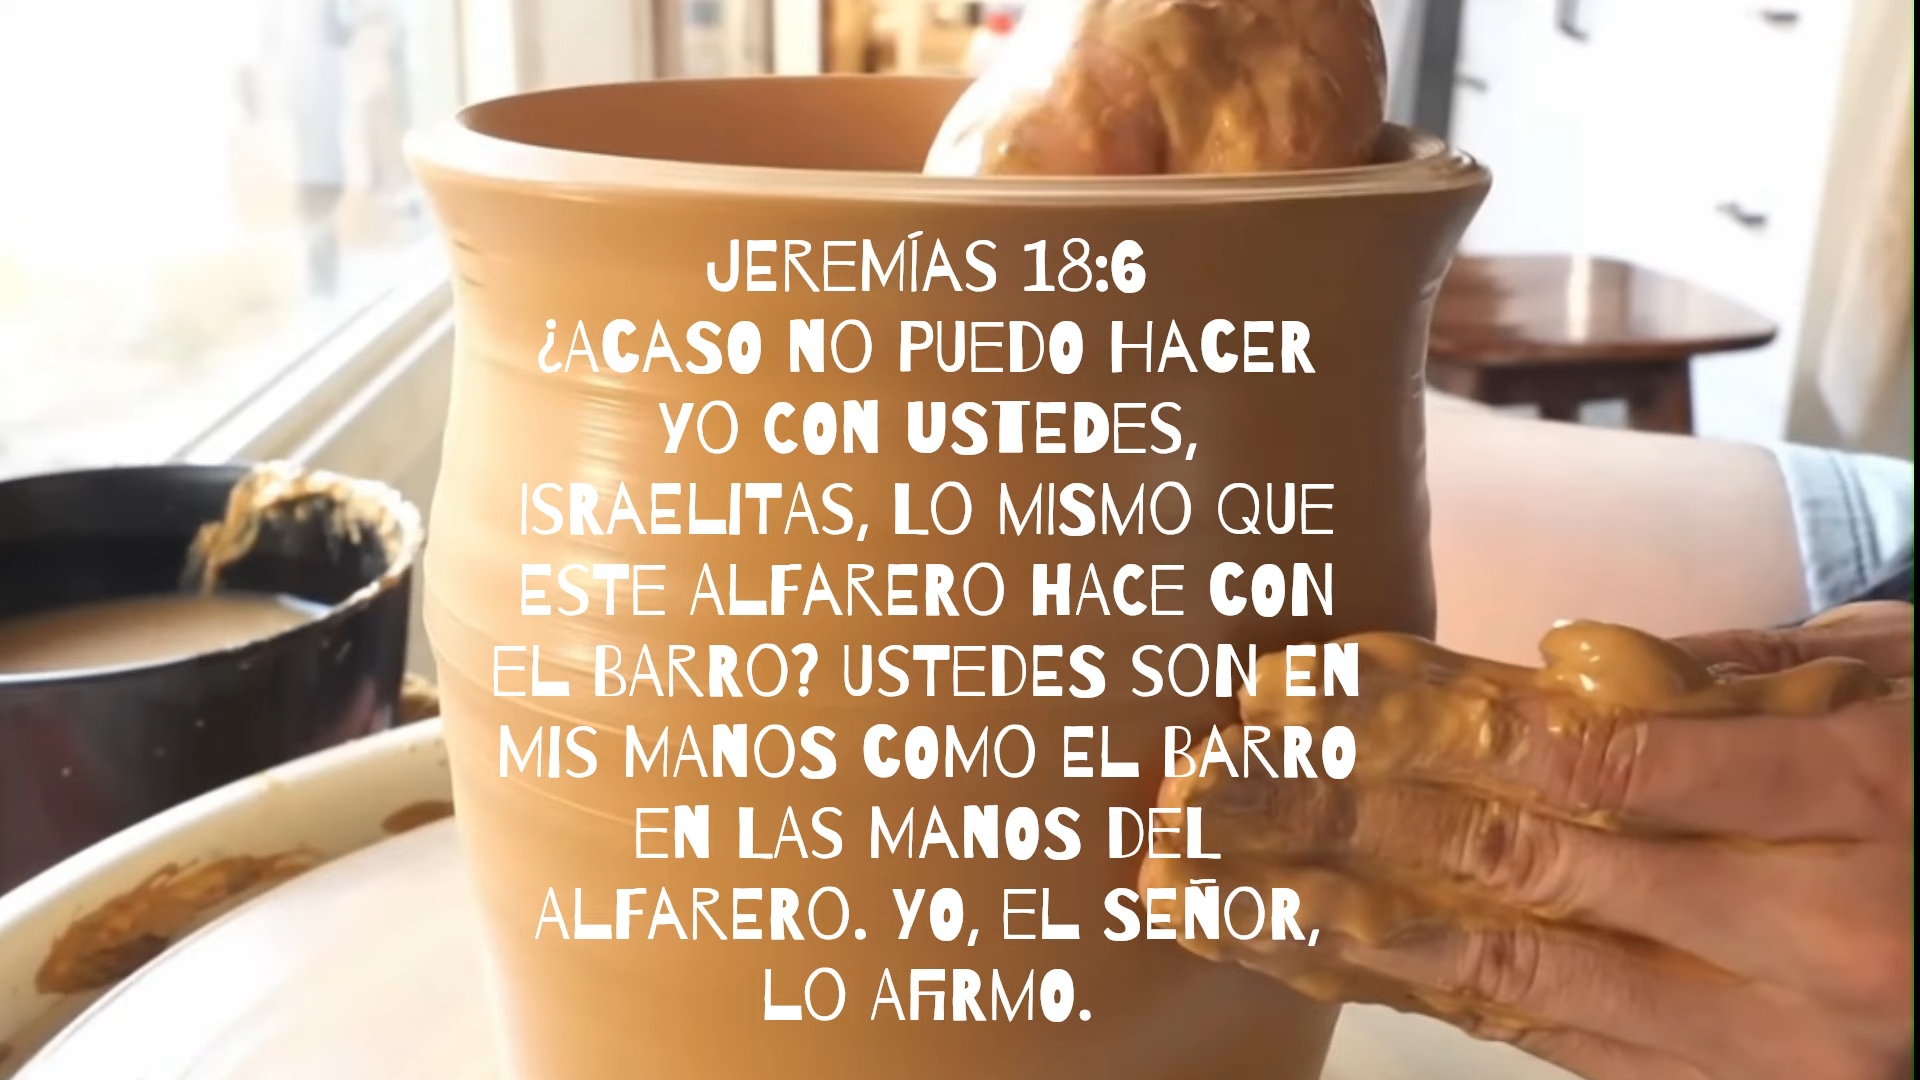 JEREMÍAS 18:6
¿ACASO NO PUEDO HACER
YO CON USTEDES,
ISRAELITAS, LO MISMO QUE
ESTE ALFARERO HACE CON
EL BARRO? USTEDES SON EN
MIS MANOS COMO EL BARRO
EN LAS MANOS DEL
ALFARERO. YO, EL SEÑOR,
LO AFIRMO.